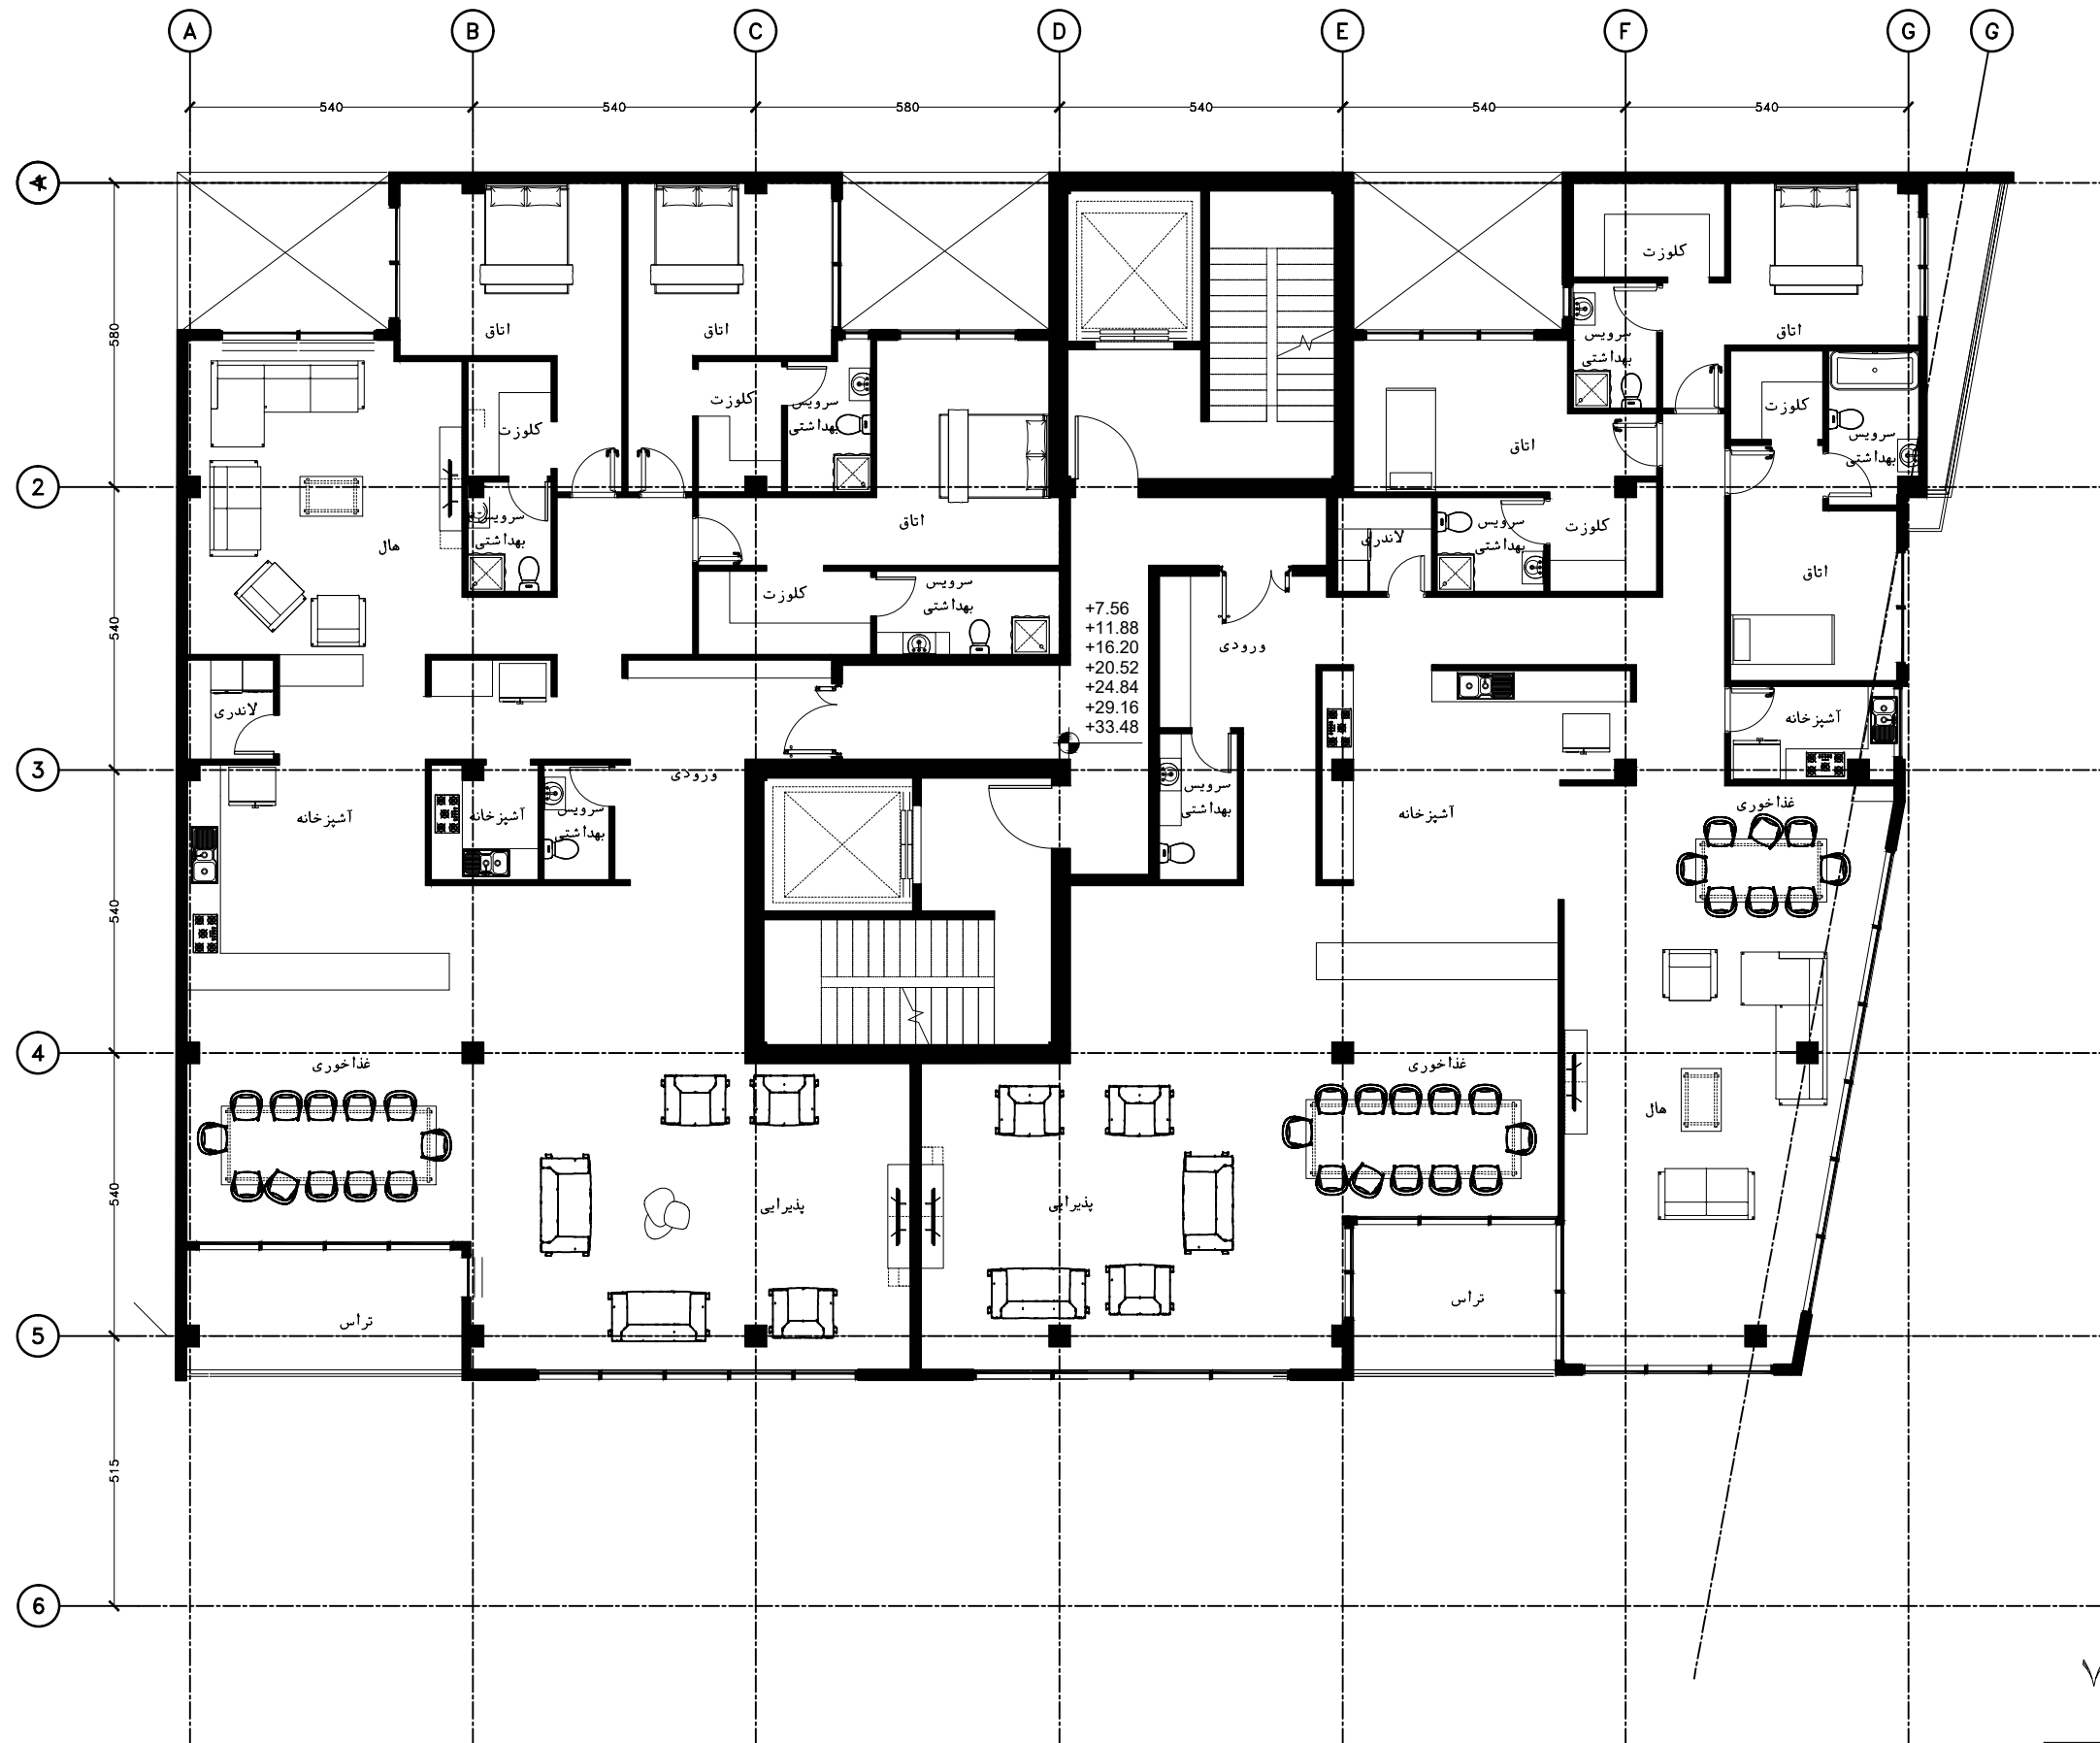 A B C D E F G G
540 540 580 540 540 540
1
2
3
4
5
6
580
540
540
540
515
کلوزت
اتاق
اتاق
اتاق
سرویس
بهداشتی
کلوزت
سرویس
بهداشتی
کلوزت
سرویس
بهداشتی
کلوزت
اتاق
سرویس
بهداشتی
هال
اتاق
کلوزت
سرویس
بهداشتی
لاندری
سرویس
بهداشتی
کلوزت
اتاق
+7.56
+11.88
+16.20
+20.52
+24.84
+29.16
+33.48
ورودی
لاندری
آشپزخانه
ورودی
سرویس
بهداشتی
آشپزخانه
آشپزخانه
سرویس
بهداشتی
آشپزخانه
غذاخوری
غذاخوری
غذاخوری
هال
پذیرایی
پذیرایی
تراس
تراس